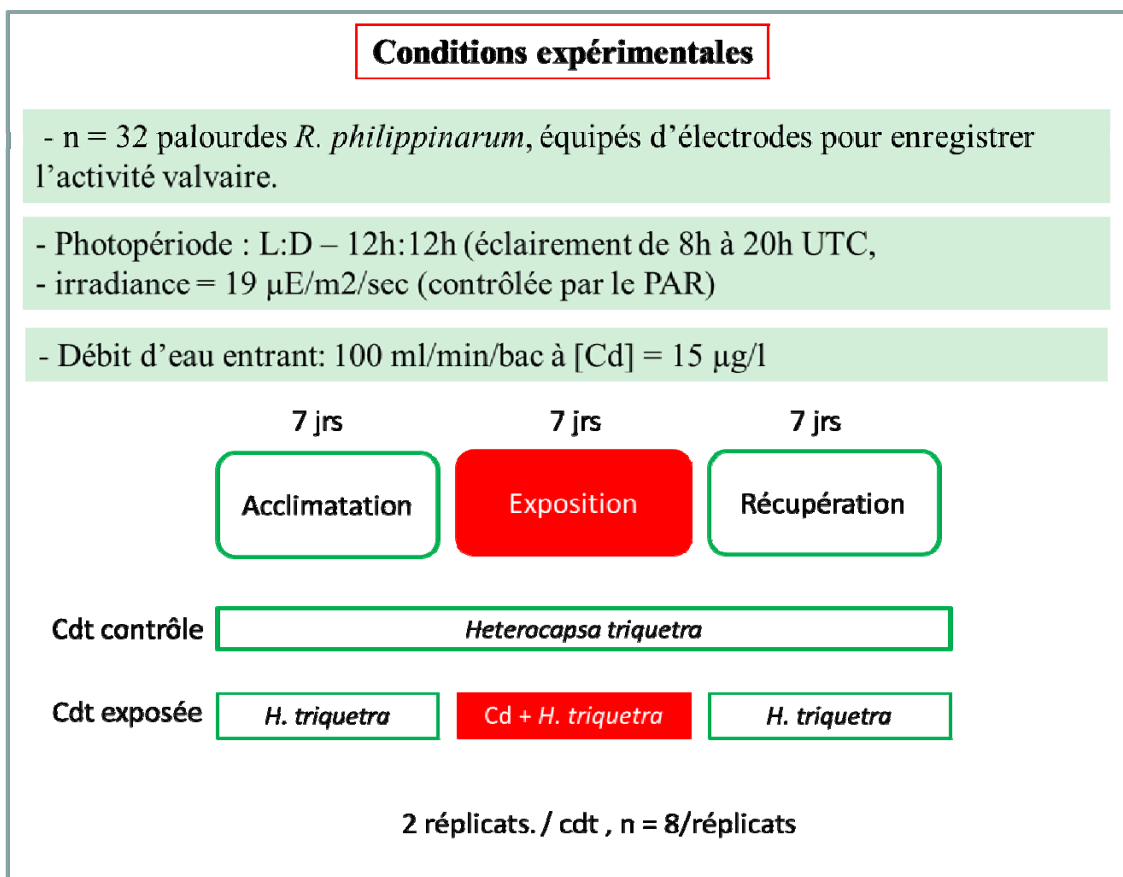 Conditions expérimentales
- n = 32 palourdes R. philippinarum, équipés d'électrodes pour enregistrer
l'activité valvaire.
- Photopériode : L:D – 12h:12h (éclairement de 8h à 20h UTC,
- irradiance = 19 µE/m2/sec (contrôlée par le PAR)
- Débit d'eau entrant: 100 ml/min/bac à [Cd] = 15 µg/l
7 jrs 7 jrs 7 jrs
Acclimatation Exposition Récupération
Cdt contrôle Heterocapsa triquetra
Cdt exposée H. triquetra Cd + H. triquetra H. triquetra
2 réplicats. / cdt , n = 8/réplicats